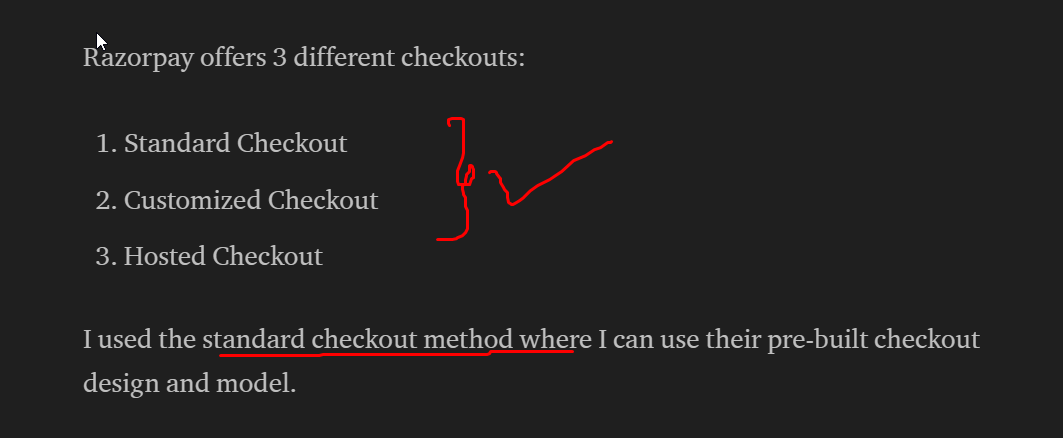 Razorpay offers 3 different checkouts:
1. Standard Checkout
2. Customized Checkout
3. Hosted Checkout
I used the standard checkout method where I can use their pre-built checkout
design and model.